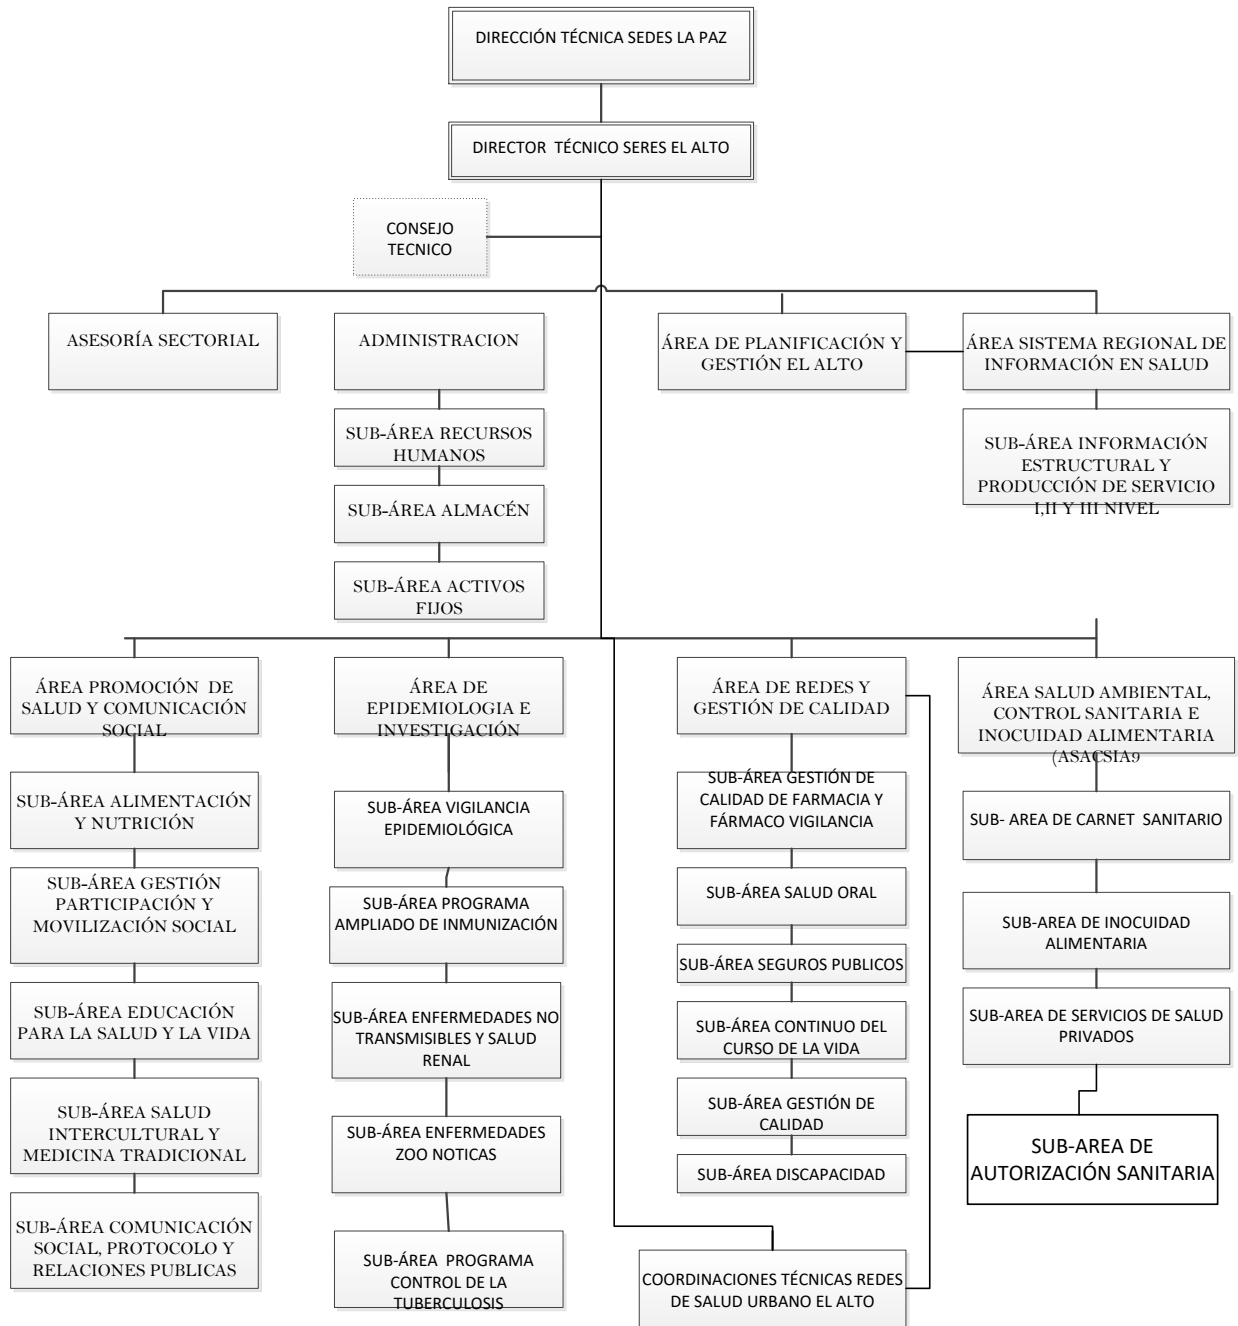 DIRECCIÓN TÉCNICA SEDES LA PAZ
DIRECTOR TÉCNICO SERES EL ALTO
CONSEJO
TECNICO
ASESORÍA SECTORIAL
ADMINISTRACION
ÁREA DE PLANIFICACIÓN Y
GESTIÓN EL ALTO
ÁREA SISTEMA REGIONAL DE
INFORMACIÓN EN SALUD
SUB-ÁREA RECURSOS
HUMANOS
SUB-ÁREA ALMACÉN
SUB-ÁREA ACTIVOS
FIJOS
SUB-ÁREA INFORMACIÓN
ESTRUCTURAL Y
PRODUCCIÓN DE SERVICIO
I,II Y III NIVEL
ÁREA PROMOCIÓN DE
SALUD Y COMUNICACIÓN
SOCIAL
SUB-ÁREA ALIMENTACIÓN
Y NUTRICIÓN
SUB-ÁREA GESTIÓN
PARTICIPACIÓN Y
MOVILIZACIÓN SOCIAL
SUB-ÁREA EDUCACIÓN
PARA LA SALUD Y LA VIDA
SUB-ÁREA SALUD
INTERCULTURAL Y
MEDICINA TRADICIONAL
SUB-ÁREA COMUNICACIÓN
SOCIAL, PROTOCOLO Y
RELACIONES PUBLICAS
ÁREA DE
EPIDEMIOLOGIA E
INVESTIGACIÓN
SUB-ÁREA VIGILANCIA
EPIDEMIOLÓGICA
SUB-ÁREA PROGRAMA
AMPLIADO DE INMUNIZACIÓN
SUB-ÁREA ENFERMEDADES NO
TRANSMISIBLES Y SALUD
RENAL
SUB-ÁREA ENFERMEDADES
ZOO NOTICAS
SUB-ÁREA PROGRAMA
CONTROL DE LA
TUBERCULOSIS
ÁREA DE REDES Y
GESTIÓN DE CALIDAD
SUB-ÁREA GESTIÓN DE
CALIDAD DE FARMACIA Y
FÁRMACO VIGILANCIA
SUB-ÁREA SALUD ORAL
SUB-ÁREA SEGUROS PUBLICOS
SUB-ÁREA CONTINUO DEL
CURSO DE LA VIDA
SUB-ÁREA GESTIÓN DE
CALIDAD
SUB-ÁREA DISCAPACIDAD
COORDINACIONES TÉCNICAS REDES
DE SALUD URBANO EL ALTO
ÁREA SALUD AMBIENTAL,
CONTROL SANITARIA E
INOCUIDAD ALIMENTARIA
(ASACSIA9
SUB- AREA DE CARNET SANITARIO
SUB-AREA DE INOCUIDAD
ALIMENTARIA
SUB-AREA DE SERVICIOS DE SALUD
PRIVADOS
SUB-AREA DE
AUTORIZACIÓN SANITARIA